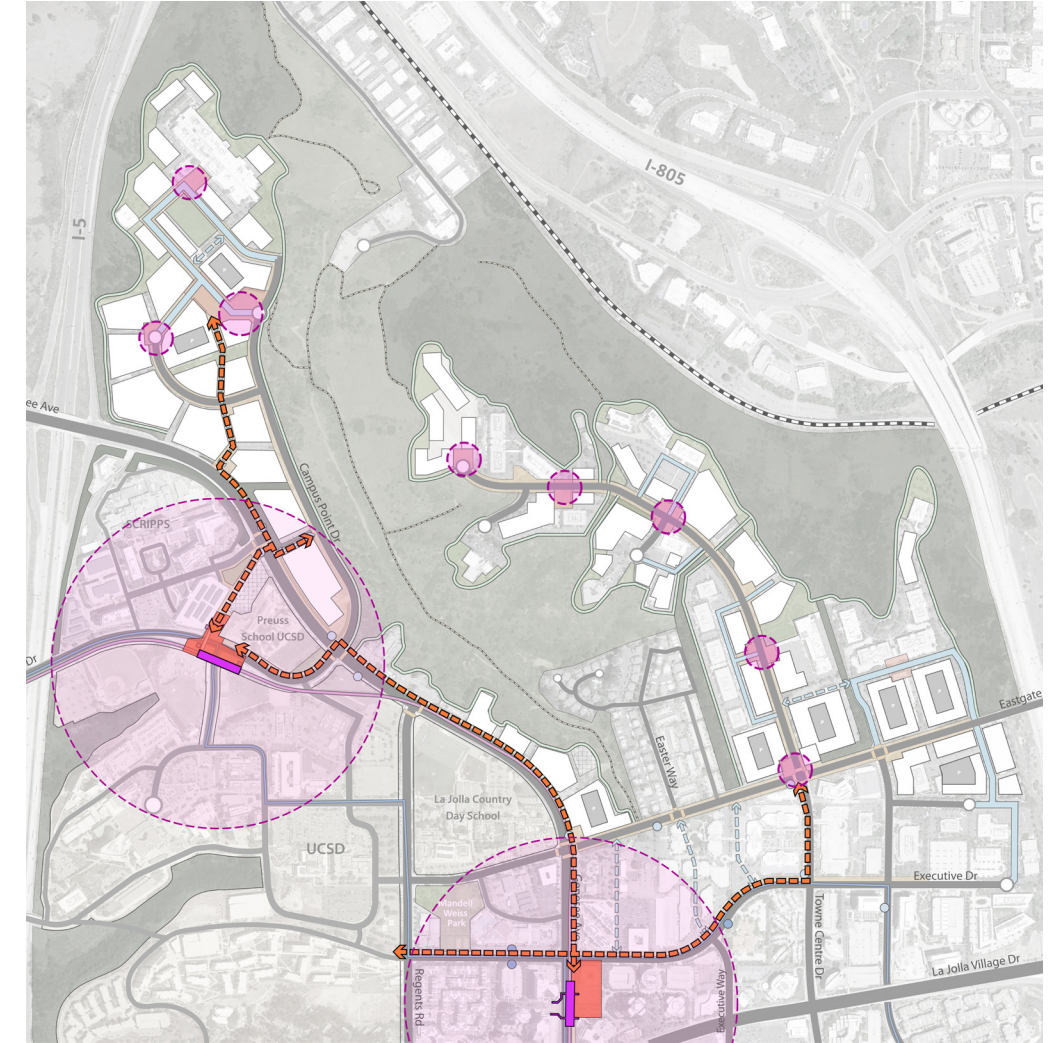 I-805
I-5
ee Ave
Campus Point Dr
SCRIPPS
Preuss
School UCSD
Dr
Eastgate
Easter Way
La Jolla Country
Day School
UCSD
Executive Dr
Mandell
Weiss
Park
Towne Centre Dr
La Jolla Village Dr
Regents Rd
Executive Way